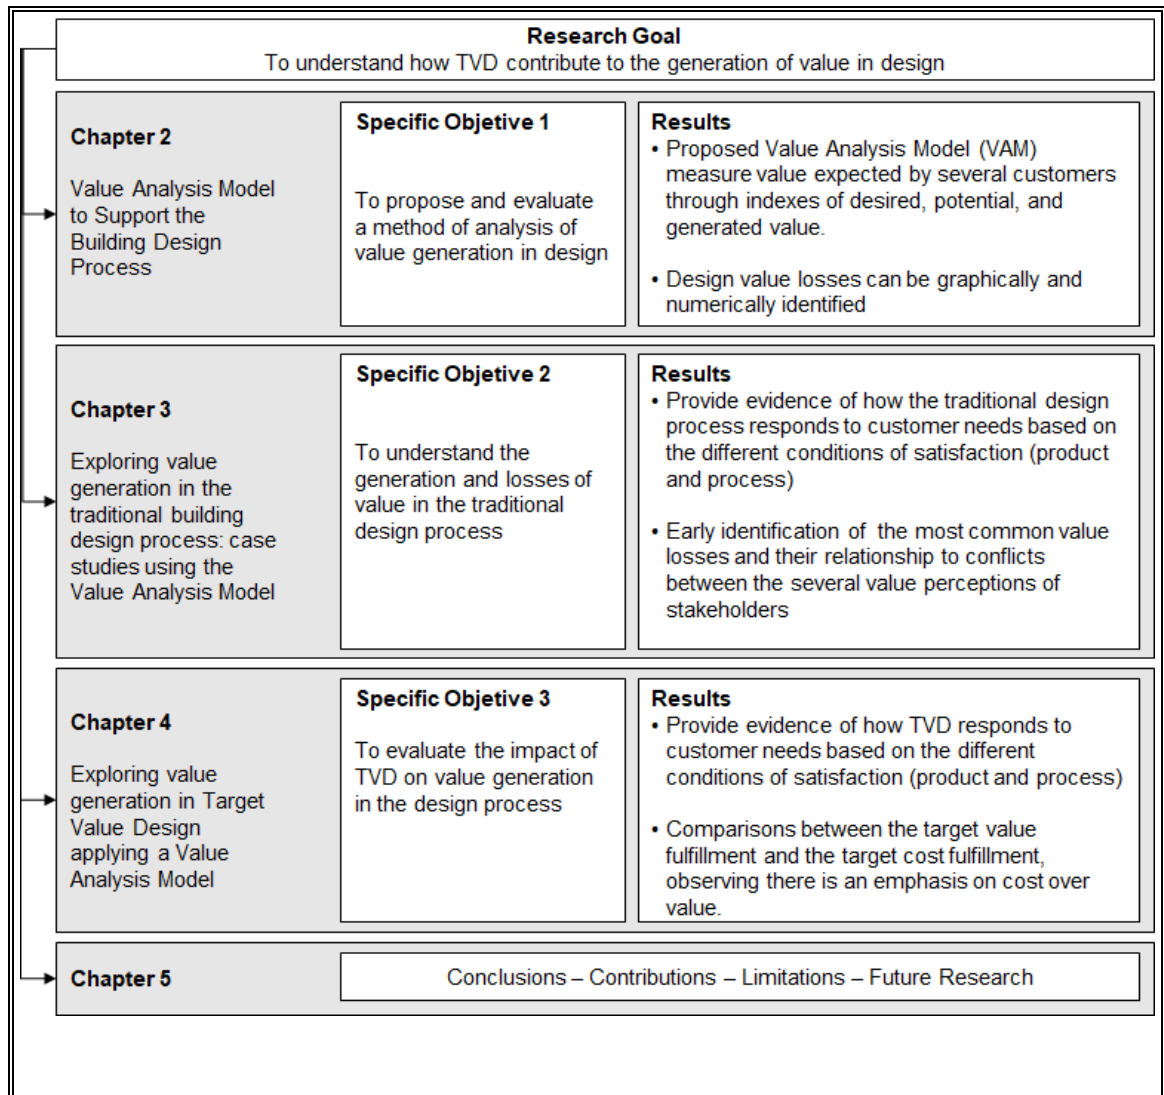 Research Goal
To understand how TVD contribute to the generation of value in design
Chapter 2
Value Analysis Model
to Support the
Building Design
Process
Specific Objetive 1
To propose and evaluate
a method of analysis of
value generation in design
Results
• Proposed Value Analysis Model (VAM)
measure value expected by several customers
through indexes of desired, potential, and
generated value.
• Design value losses can be graphically and
numerically identified
Chapter 3
Exploring value
generation in the
traditional building
design process: case
studies using the
Value Analysis Model
Specific Objetive 2
To understand the
generation and losses of
value in the traditional
design process
Results
• Provide evidence of how the traditional design
process responds to customer needs based on
the different conditions of satisfaction (product
and process)
• Early identification of the most common value
losses and their relationship to conflicts
between the several value perceptions of
stakeholders
Chapter 4
Exploring value
generation in Target
Value Design
applying a Value
Analysis Model
Specific Objetive 3
To evaluate the impact of
TVD on value generation
in the design process
Results
• Provide evidence of how TVD responds to
customer needs based on the different
conditions of satisfaction (product and process)
• Comparisons between the target value
fulfillment and the target cost fulfillment,
observing there is an emphasis on cost over
value.
Chapter 5
Conclusions – Contributions – Limitations – Future Research